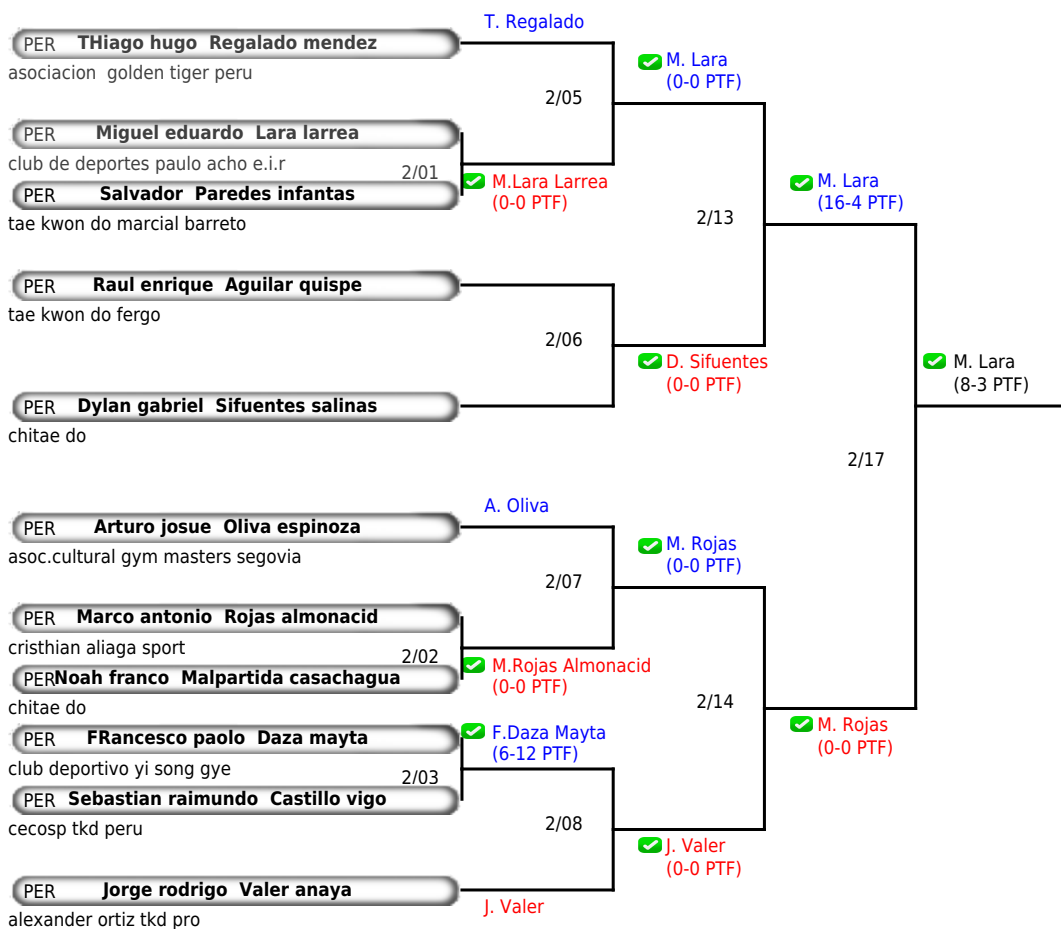 T. Regalado
PER THiago hugo Regalado mendez
asociacion golden tiger peru
M. Lara
(0-0 PTF)
2/05
PER Miguel eduardo Lara larrea
club de deportes paulo acho e.i.r
2/01
M.Lara Larrea
(0-0 PTF)
PER Salvador Paredes infantas
tae kwon do marcial barreto
M. Lara
(16-4 PTF)
2/13
PER Raul enrique Aguilar quispe
tae kwon do fergo
2/06
D. Sifuentes
(0-0 PTF)
M. Lara
(8-3 PTF)
PER Dylan gabriel Sifuentes salinas
chitae do
2/17
A. Oliva
PER Arturo josue Oliva espinoza
asoc.cultural gym masters segovia
M. Rojas
(0-0 PTF)
2/07
PER Marco antonio Rojas almonacid
cristhian aliaga sport
2/02
M.Rojas Almonacid
(0-0 PTF)
PER Noah franco Malpartida casachagua
chitae do
2/14
M. Rojas
(0-0 PTF)
PER FRancesco paolo Daza mayta
club deportivo yi song gye
F.Daza Mayta
(6-12 PTF)
2/03
PER Sebastian raimundo Castillo vigo
cecosp tkd peru
2/08
J. Valer
(0-0 PTF)
PER Jorge rodrigo Valer anaya
alexander ortiz tkd pro
J. Valer